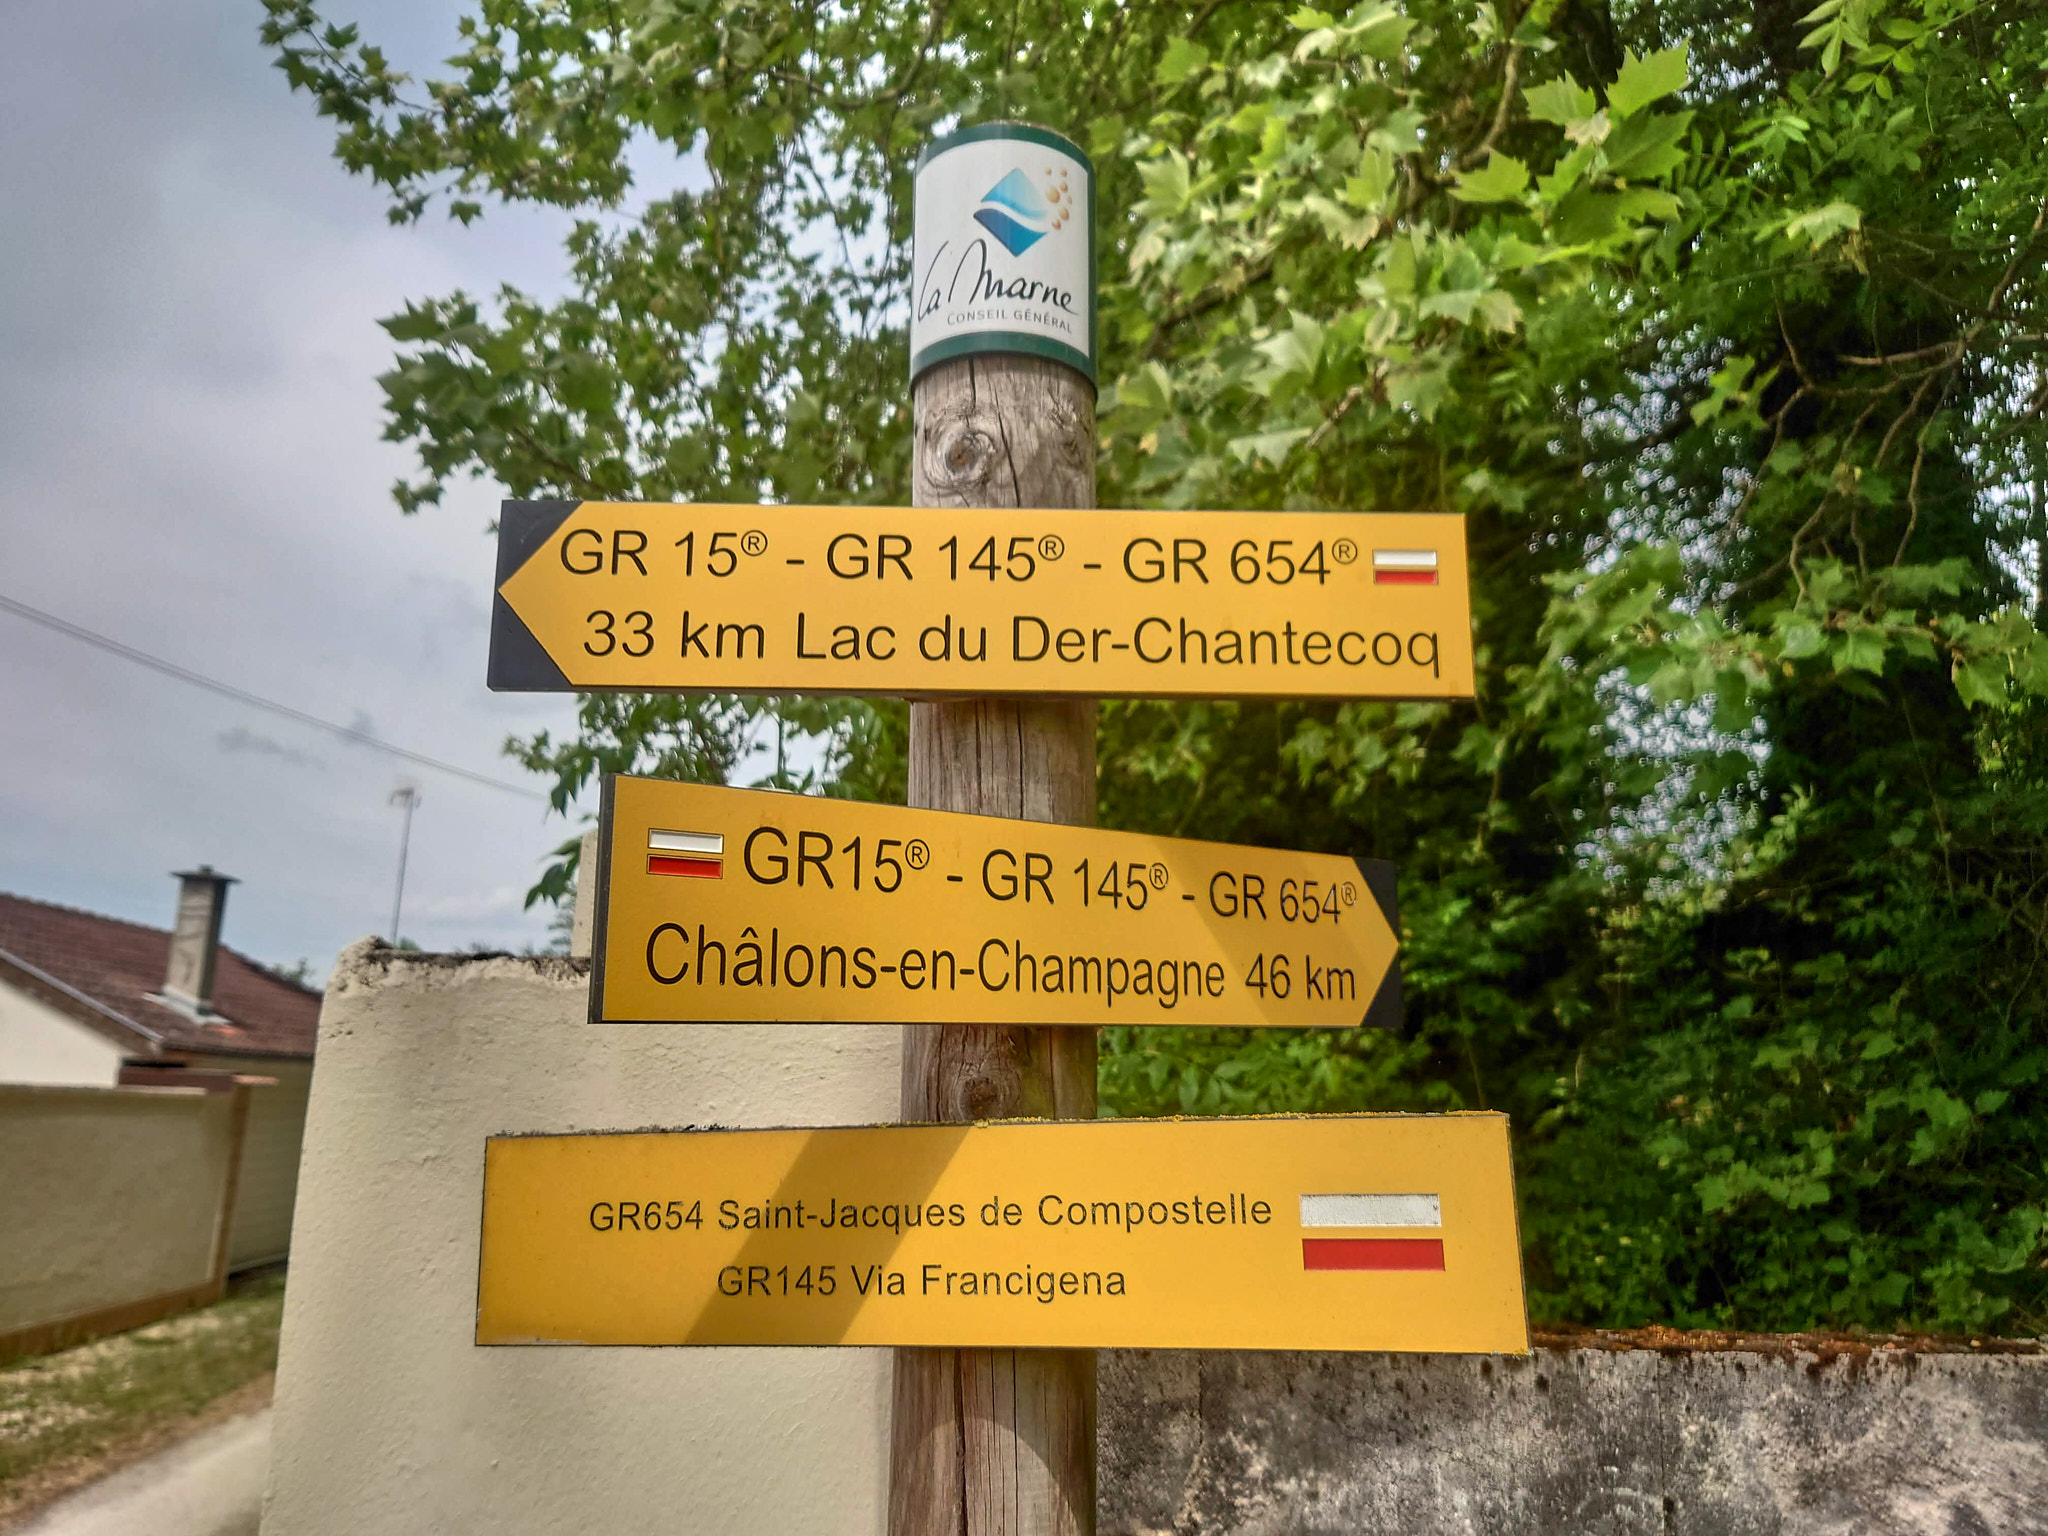 La Marne
CONSEIL GÉNÉRAL
GR 15® - GR 145® - GR 654®
33 km Lac du Der-Chantecoq
GR15® - GR 145® - GR 654®
Châlons-en-Champagne 46 km
GR654 Saint-Jacques de Compostelle
GR145 Via Francigena